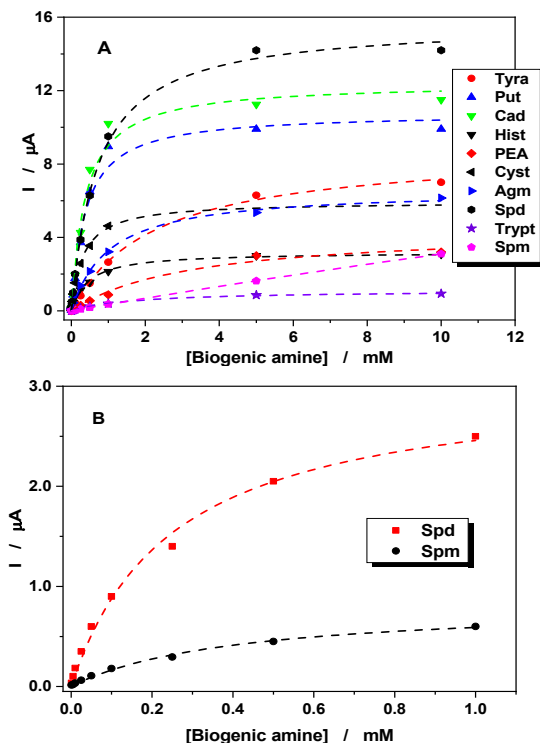 A
16
12
8
4
0
I / μA
0 2 4 6 8 10 12
[Biogenic amine] / mM
Tyra
Put
Cad
Hist
PEA
Cyst
Agm
Spd
Trypt
Spm
B
3.0
2.0
1.0
0.0
I / μA
0.0 0.2 0.4 0.6 0.8 1.0
[Biogenic amine] / mM
Spd
Spm